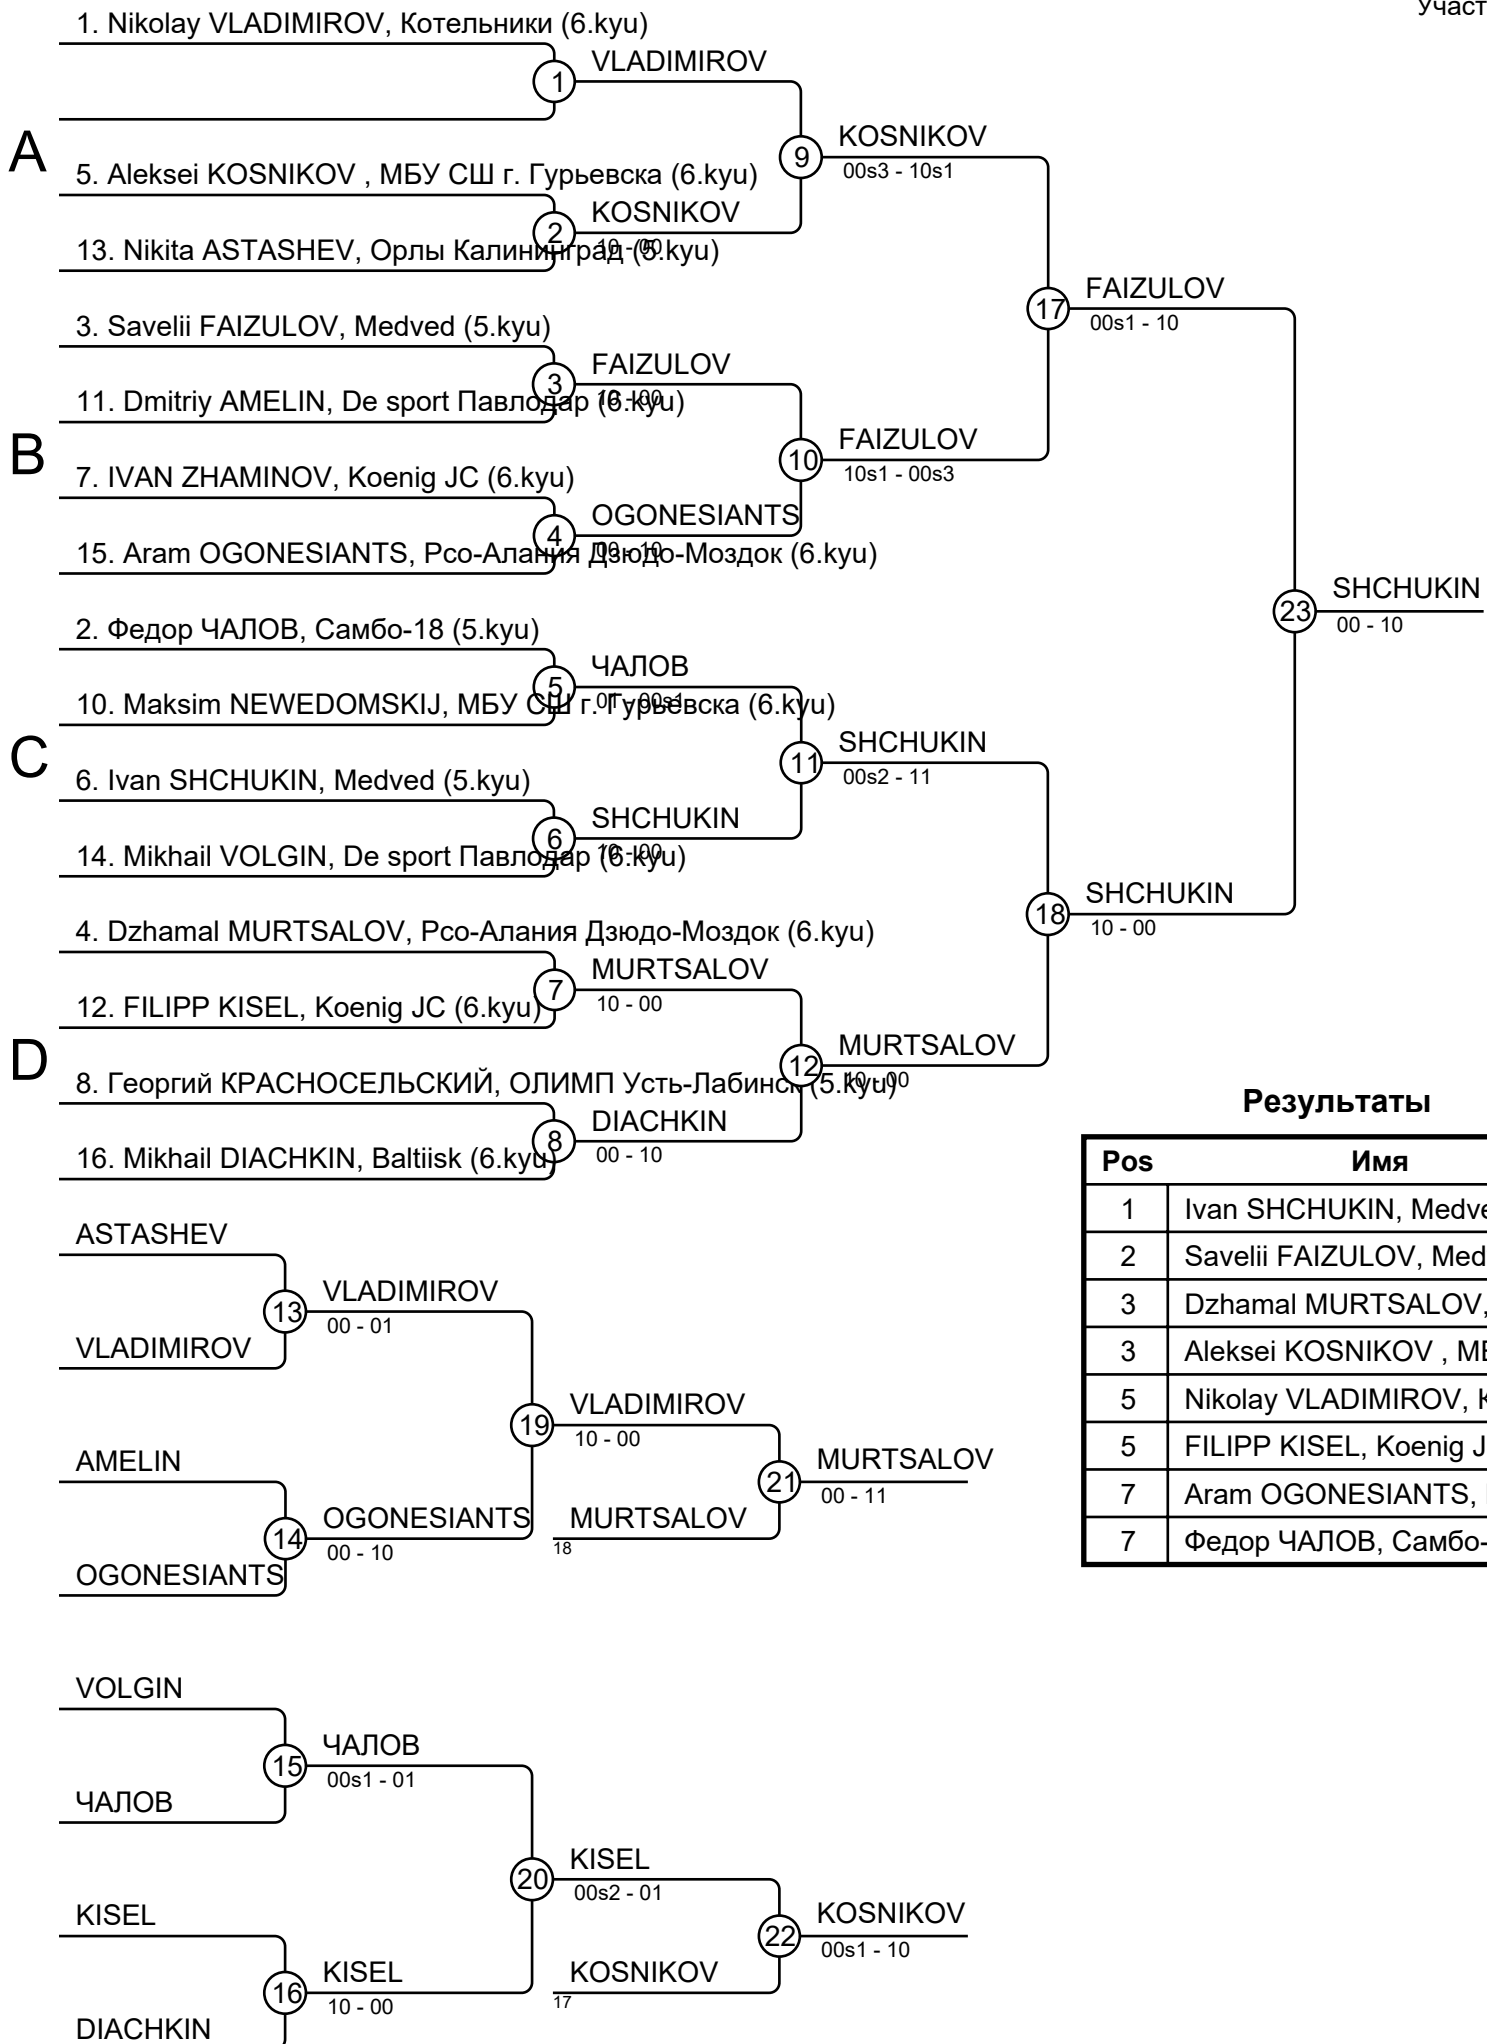 Участ
1. Nikolay VLADIMIROV, Котельники (6.kyu)
1
VLADIMIROV
A
5. Aleksei KOSNIKOV , МБУ СШ г. Гурьевска (6.kyu)
9
KOSNIKOV
00s3 - 10s1
2
KOSNIKOV
10 - 00
13. Nikita ASTASHEV, Орлы Калининград (5.kyu)
17
FAIZULOV
00s1 - 10
3. Savelii FAIZULOV, Medved (5.kyu)
3
FAIZULOV
10 - 00
11. Dmitriy AMELIN, De sport Павлодар (6.kyu)
B
10
FAIZULOV
10s1 - 00s3
7. IVAN ZHAMINOV, Koenig JC (6.kyu)
4
OGONESIANTS
00 - 10
15. Aram OGONESIANTS, Рсо-Алания Дзюдо-Моздок (6.kyu)
23
SHCHUKIN
00 - 10
2. Федор ЧАЛОВ, Самбо-18 (5.kyu)
5
ЧАЛОВ
01 - 00s1
10. Maksim NEWEDOMSKIJ, МБУ СШ г. Гурьевска (6.kyu)
C
11
SHCHUKIN
00s2 - 11
6. Ivan SHCHUKIN, Medved (5.kyu)
6
SHCHUKIN
10 - 00
14. Mikhail VOLGIN, De sport Павлодар (6.kyu)
18
SHCHUKIN
10 - 00
4. Dzhamal MURTSALOV, Рсо-Алания Дзюдо-Моздок (6.kyu)
7
MURTSALOV
10 - 00
12. FILIPP KISEL, Koenig JC (6.kyu)
D
12
MURTSALOV
10 - 00
8. Георгий КРАСНОСЕЛЬСКИЙ, ОЛИМП Усть-Лабинск (5.kyu)
8
DIACHKIN
00 - 10
16. Mikhail DIACHKIN, Baltiisk (6.kyu)
Результаты
Pos Имя
1 Ivan SHCHUKIN, Medve
2 Savelii FAIZULOV, Med
3 Dzhamal MURTSALOV,
3 Aleksei KOSNIKOV , МБ
5 Nikolay VLADIMIROV, К
5 FILIPP KISEL, Koenig J
7 Aram OGONESIANTS,
7 Федор ЧАЛОВ, Самбо-
ASTASHEV
13
VLADIMIROV
00 - 01
VLADIMIROV
19
VLADIMIROV
10 - 00
AMELIN
21
MURTSALOV
00 - 11
14
OGONESIANTS
00 - 10
MURTSALOV
18
OGONESIANTS
VOLGIN
15
ЧАЛОВ
00s1 - 01
ЧАЛОВ
20
KISEL
00s2 - 01
KISEL
22
KOSNIKOV
00s1 - 10
16
KISEL
10 - 00
KOSNIKOV
17
DIACHKIN